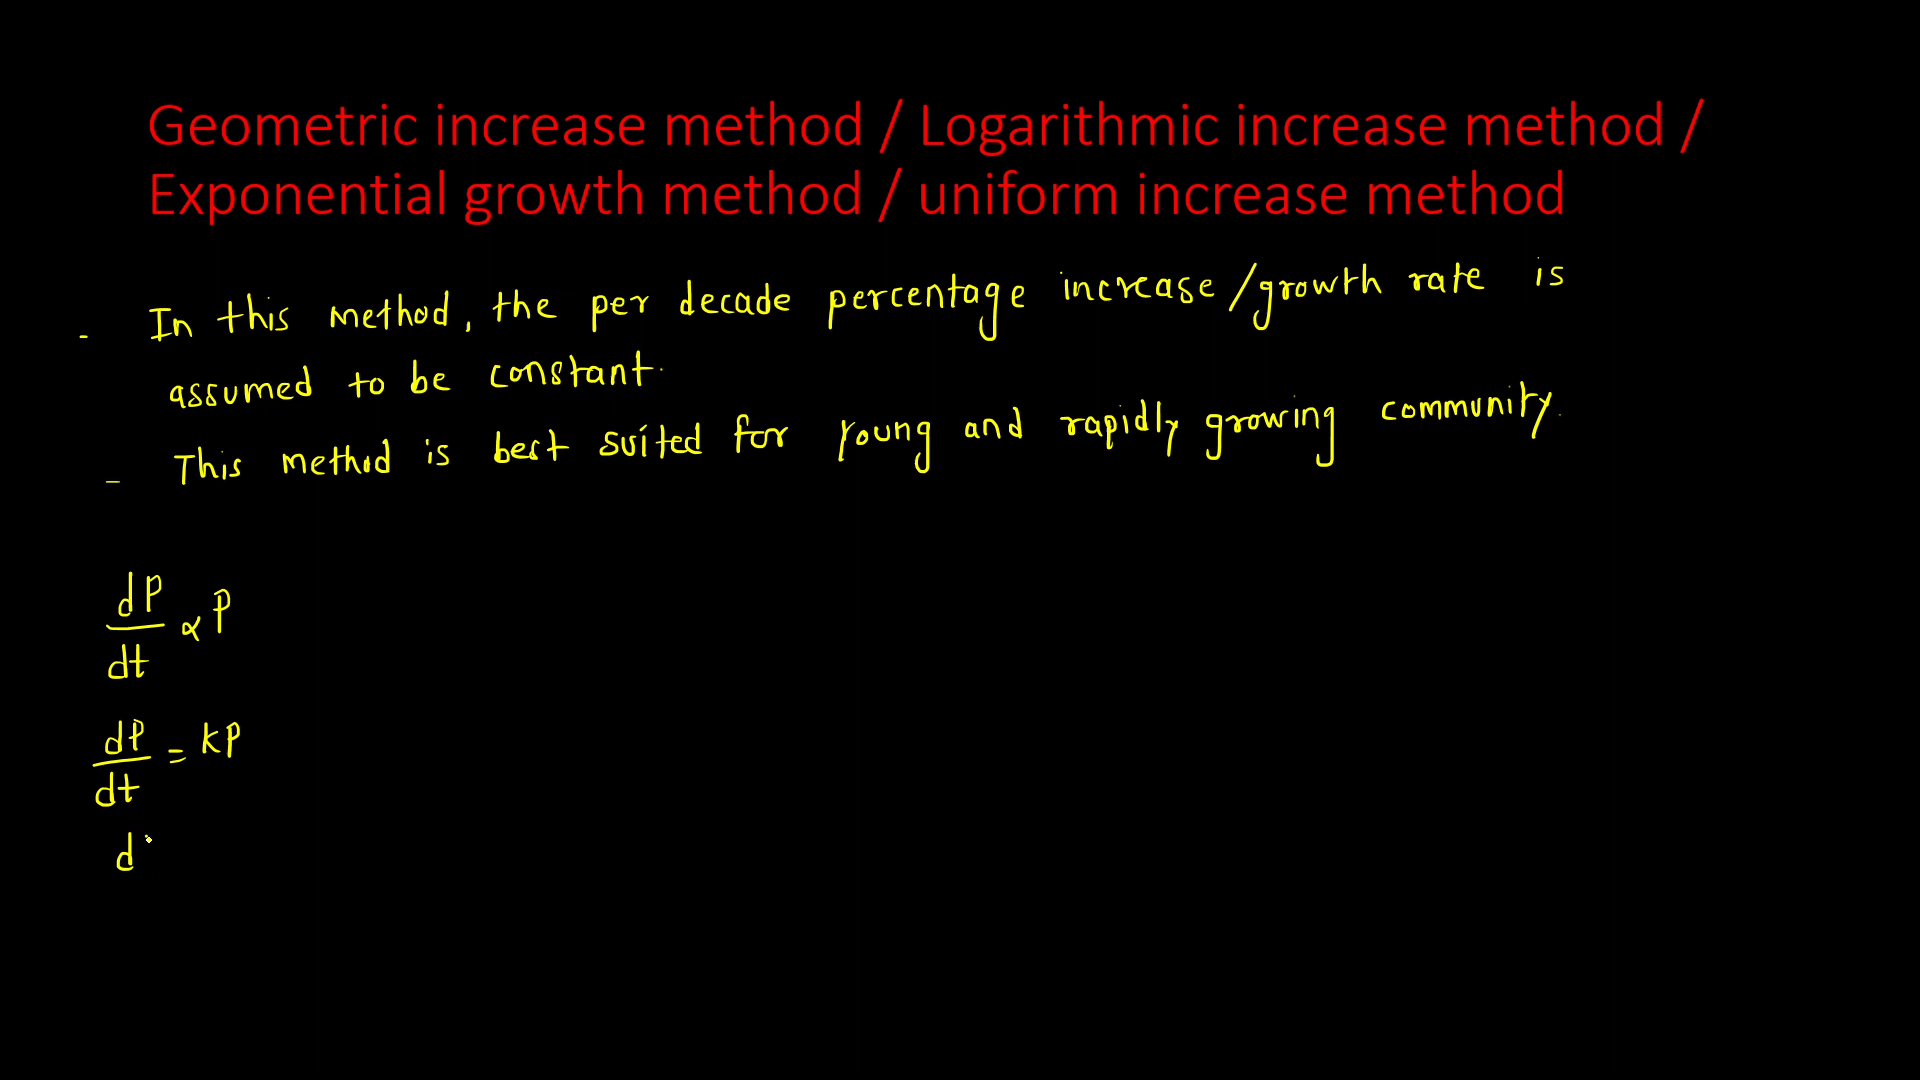 Geometric increase method / Logarithmic increase method /
Exponential growth method / uniform increase method
- In this method, the per decade percentage increase/growth rate is
assumed to be constant.
- This method is best suited for young and rapidly growing community.
dP/dt ∝ P
dP/dt = kP
d